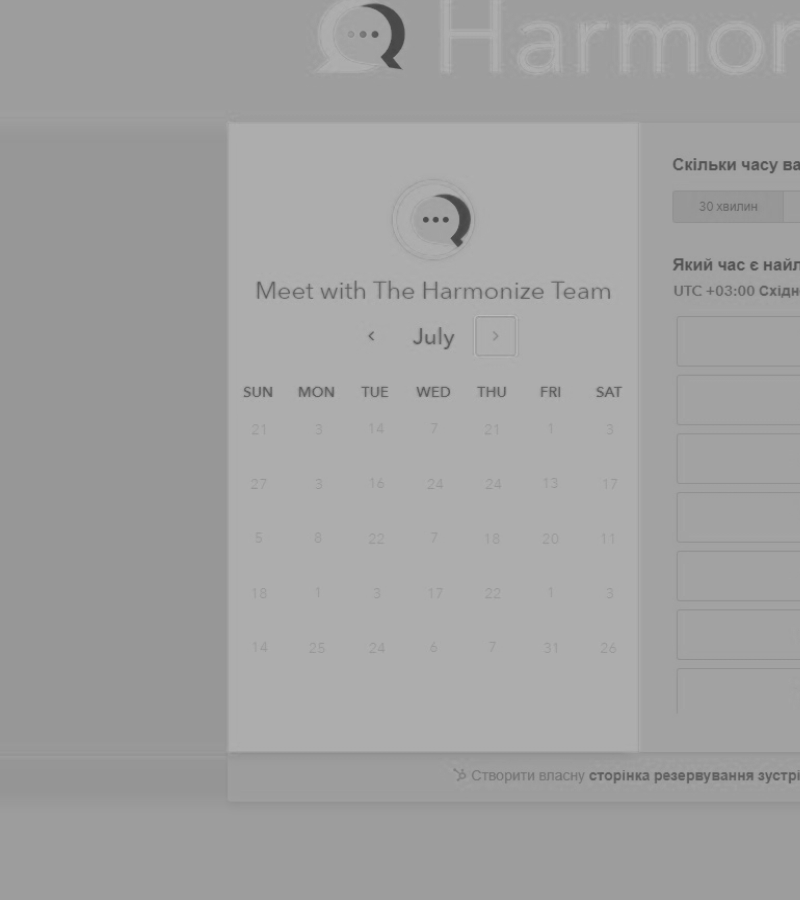 Harmon
Meet with The Harmonize Team
July
SUN MON TUE WED THU FRI SAT
21 3 14 7 21 1 3
27 3 16 24 24 13 17
5 8 22 7 18 20 11
18 1 3 17 22 1 3
14 25 24 6 7 31 26
Скільки часу ва
30 хвилин
Який час є найл
UTC +03:00 Східн
Створити власну сторінка резервування зустрі